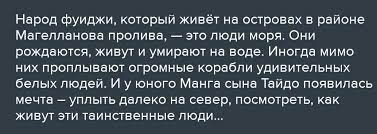 Народ фуиджи, который живёт на островах в районе
Магелланова пролива, — это люди моря. Они
рождаются, живут и умирают на воде. Иногда мимо
них проплывают огромные корабли удивительных
белых людей. И у юного Манга сына Тайдо появилась
мечта – уплыть далеко на север, посмотреть, как
живут эти таинственные люди...